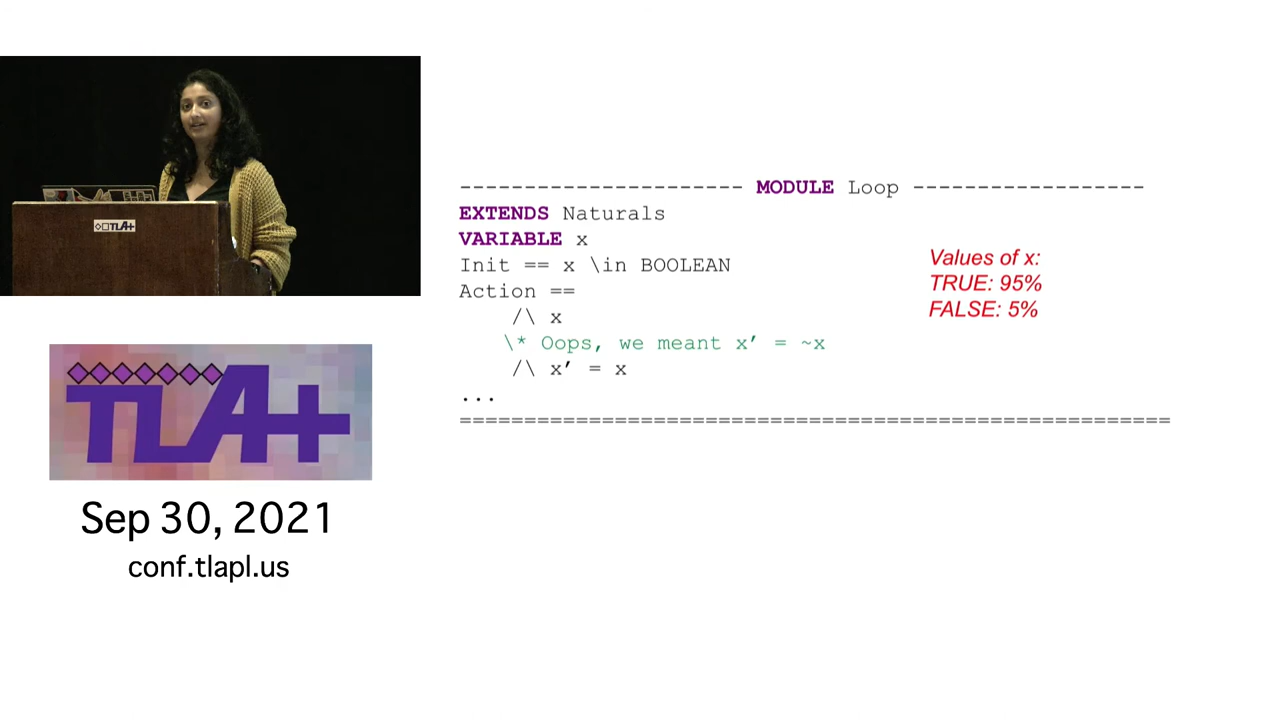 TLA+
TLA+
Sep 30, 2021
conf.tlapl.us
---------------------- MODULE Loop ------------------
EXTENDS Naturals
VARIABLE x
Init == x \in BOOLEAN
Action ==
/\ x
\* Oops, we meant x′ = ~x
/\ x′ = x
...
=======================================================
Values of x:
TRUE: 95%
FALSE: 5%